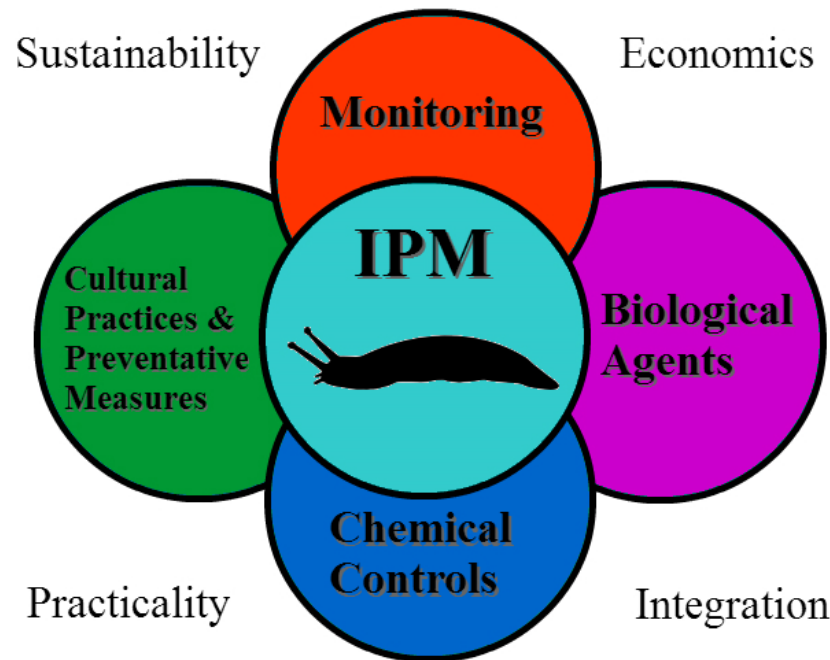 Sustainability
Economics
Monitoring
IPM
Cultural
Practices &
Preventative
Measures
Biological
Agents
Chemical
Controls
Practicality
Integration